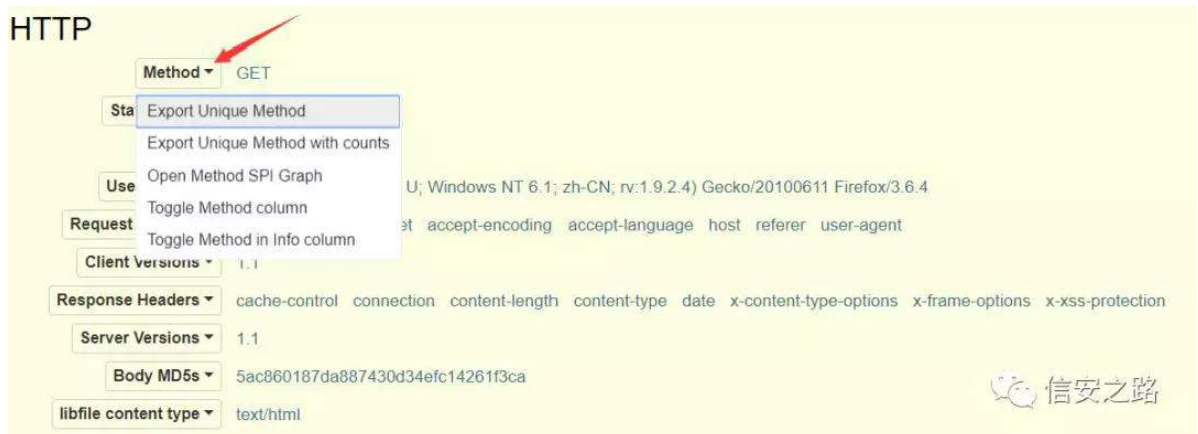 HTTP
Method GET
Sta
Export Unique Method
Export Unique Method with counts
Open Method SPI Graph
Toggle Method column
Toggle Method in Info column
Use U; Windows NT 6.1; zh-CN; rv:1.9.2.4) Gecko/20100611 Firefox/3.6.4
Request et accept-encoding accept-language host referer user-agent
Client Versions 1.1
Response Headers cache-control connection content-length content-type date x-content-type-options x-frame-options x-xss-protection
Server Versions 1.1
Body MD5s 5ac860187da887430d34efc14261f3ca
libfile content type text/html
信安之路